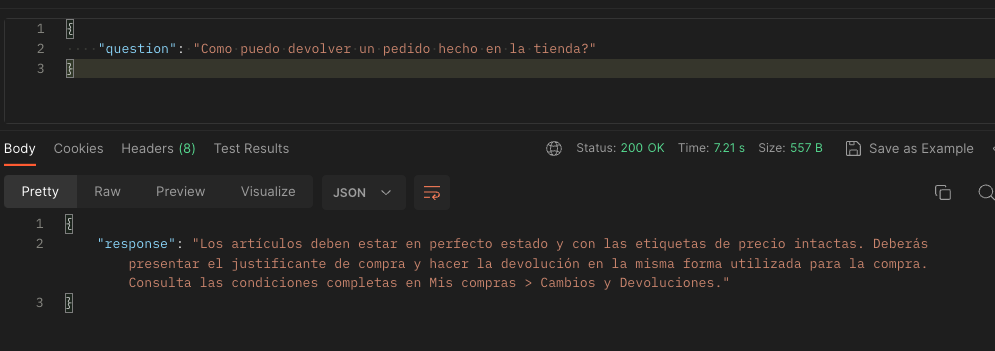 1 {
2 "question": "Como puedo devolver un pedido hecho en la tienda?"
3 }
Body Cookies Headers (8) Test Results Status: 200 OK Time: 7.21 s Size: 557 B Save as Example
Pretty Raw Preview Visualize JSON
1 {
2 "response": "Los artículos deben estar en perfecto estado y con las etiquetas de precio intactas. Deberás
presentar el justificante de compra y hacer la devolución en la misma forma utilizada para la compra.
Consulta las condiciones completas en Mis compras > Cambios y Devoluciones."
3 }